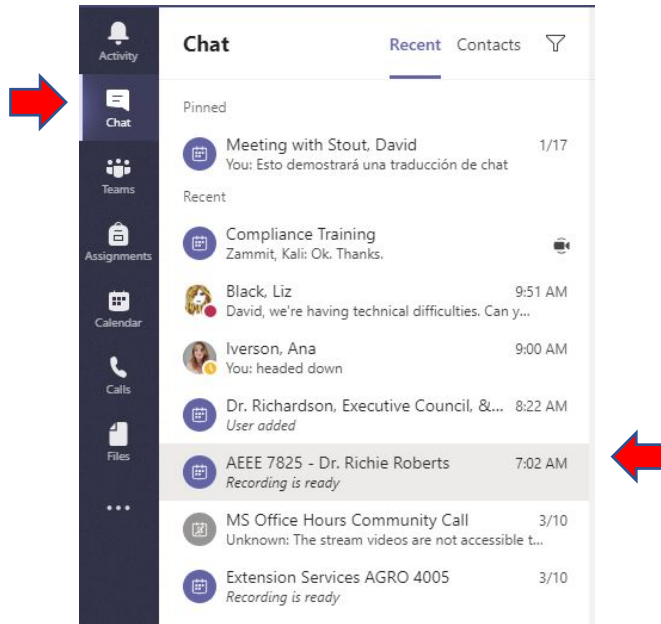 Activity
Chat
Teams
Assignments
Calendar
Calls
Files
Chat Recent Contacts
Pinned
Meeting with Stout, David 1/17
You: Esto demostrará una traducción de chat
Recent
Compliance Training
Zammit, Kali: Ok. Thanks.
Black, Liz 9:51 AM
David, we're having technical difficulties. Can y...
Iverson, Ana 9:00 AM
You: headed down
Dr. Richardson, Executive Council, &... 8:22 AM
User added
AEEE 7825 - Dr. Richie Roberts 7:02 AM
Recording is ready
MS Office Hours Community Call 3/10
Unknown: The stream videos are not accessible t...
Extension Services AGRO 4005 3/10
Recording is ready